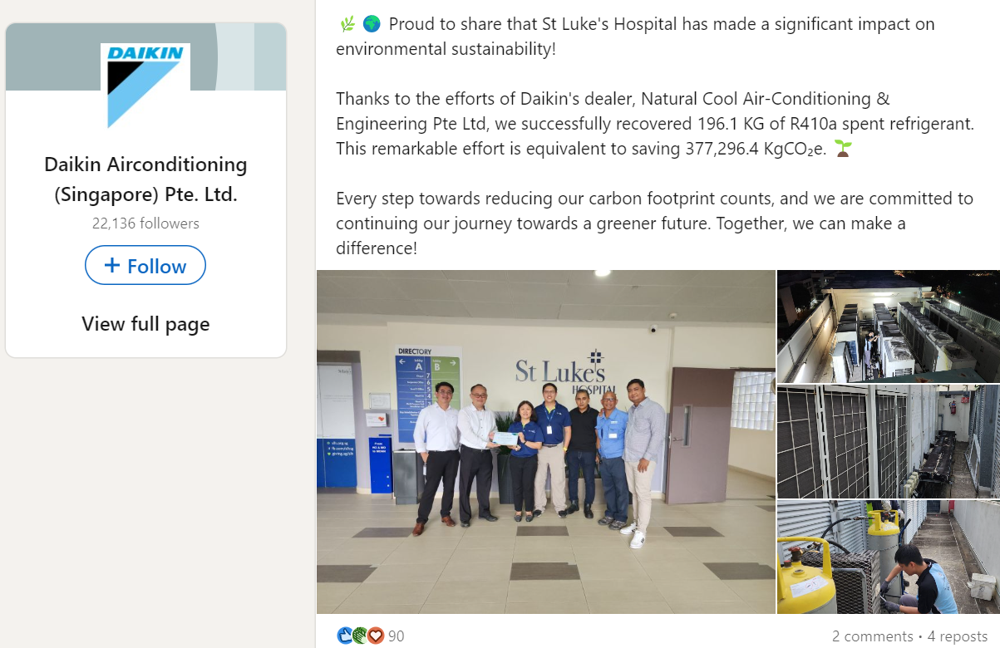 DAIKIN
Daikin Airconditioning
(Singapore) Pte. Ltd.
22,136 followers
+ Follow
View full page
🌿 🌍 Proud to share that St Luke's Hospital has made a significant impact on
environmental sustainability!
Thanks to the efforts of Daikin's dealer, Natural Cool Air-Conditioning &
Engineering Pte Ltd, we successfully recovered 196.1 KG of R410a spent refrigerant.
This remarkable effort is equivalent to saving 377,296.4 KgCO₂e. 🌱
Every step towards reducing our carbon footprint counts, and we are committed to
continuing our journey towards a greener future. Together, we can make a
difference!
DIRECTORY
A
B
7
6
5
4
3
St Luke's
HOSPITAL
90
2 comments • 4 reposts